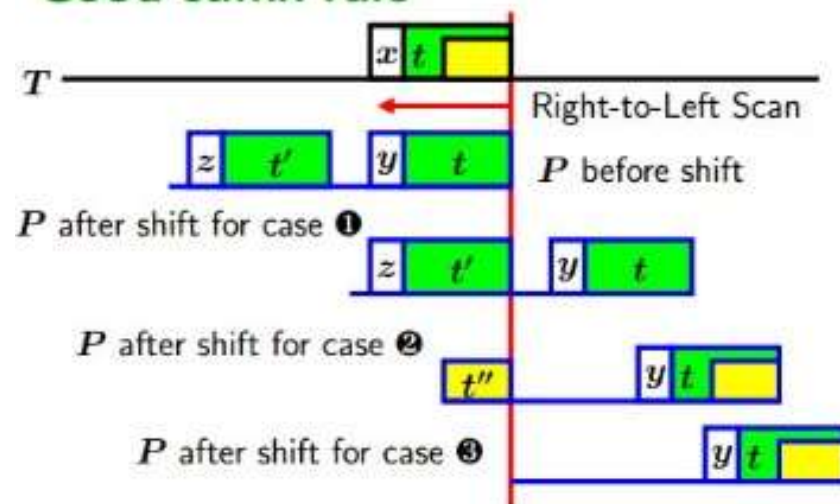 x t
T
Right-to-Left Scan
z t′ y t P before shift
P after shift for case ❶
z t′ y t
P after shift for case ❷
t″ y t
P after shift for case ❸ y t